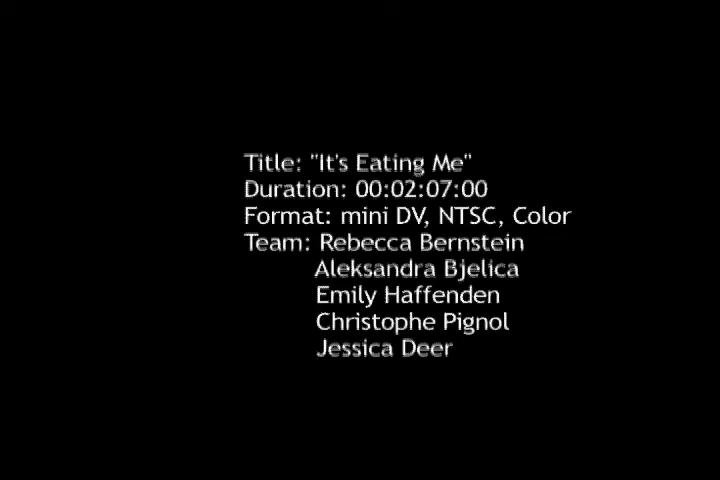 Title: "It's Eating Me"
Duration: 00:02:07:00
Format: mini DV, NTSC, Color
Team: Rebecca Bernstein
Aleksandra Bjelica
Emily Haffenden
Christophe Pignol
Jessica Deer